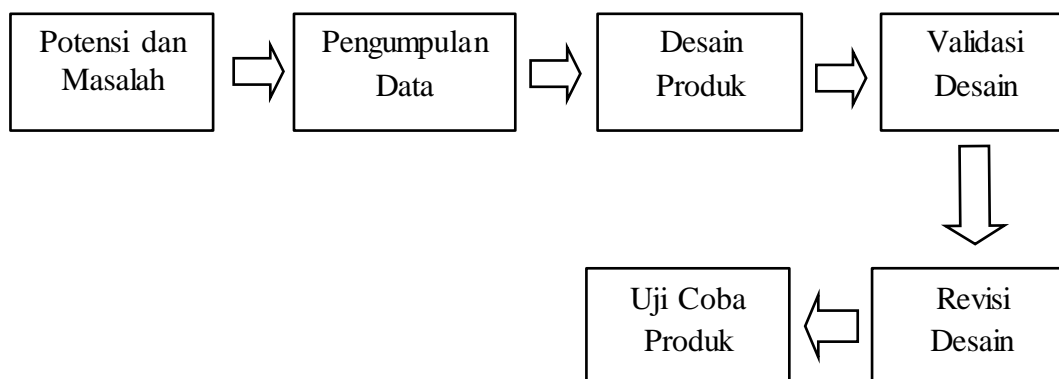 Potensi dan
Masalah
Pengumpulan
Data
Desain
Produk
Validasi
Desain
Uji Coba
Produk
Revisi
Desain